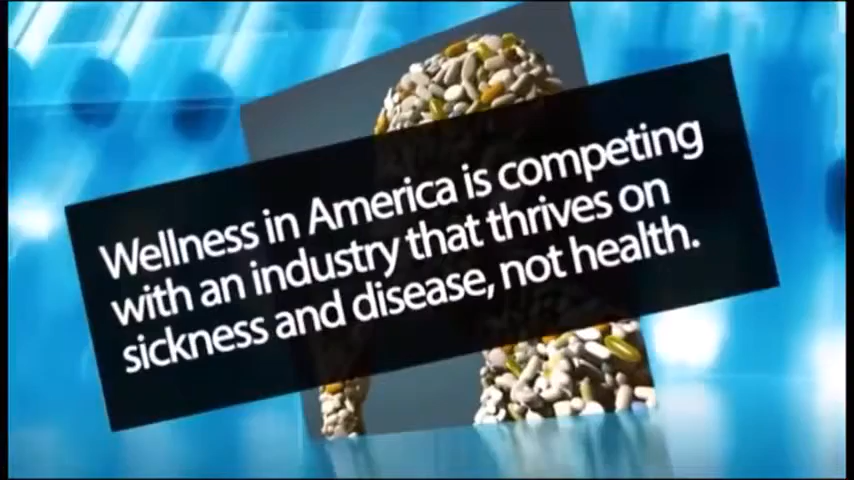 Wellness in America is competing
with an industry that thrives on
sickness and disease, not health.